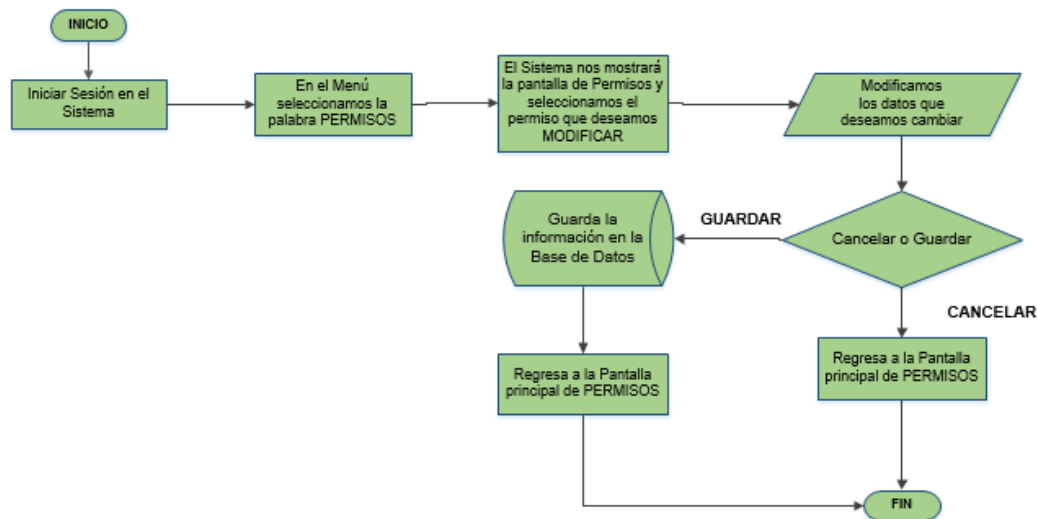 INICIO
Iniciar Sesión en el
Sistema
En el Menú
seleccionamos la
palabra PERMISOS
El Sistema nos mostrará
la pantalla de Permisos y
seleccionamos el
permiso que deseamos
MODIFICAR
Modificamos
los datos que
deseamos cambiar
Cancelar o Guardar
GUARDAR
Guarda la
información en la
Base de Datos
CANCELAR
Regresa a la Pantalla
principal de PERMISOS
Regresa a la Pantalla
principal de PERMISOS
FIN